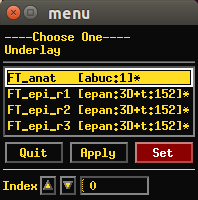 menu
----Choose One----
Underlay
FT_anat [abuc:1]*
FT_epi_r1 [epan:3D+t:152]*
FT_epi_r2 [epan:3D+t:152]*
FT_epi_r3 [epan:3D+t:152]*
Quit Apply Set
Index 0